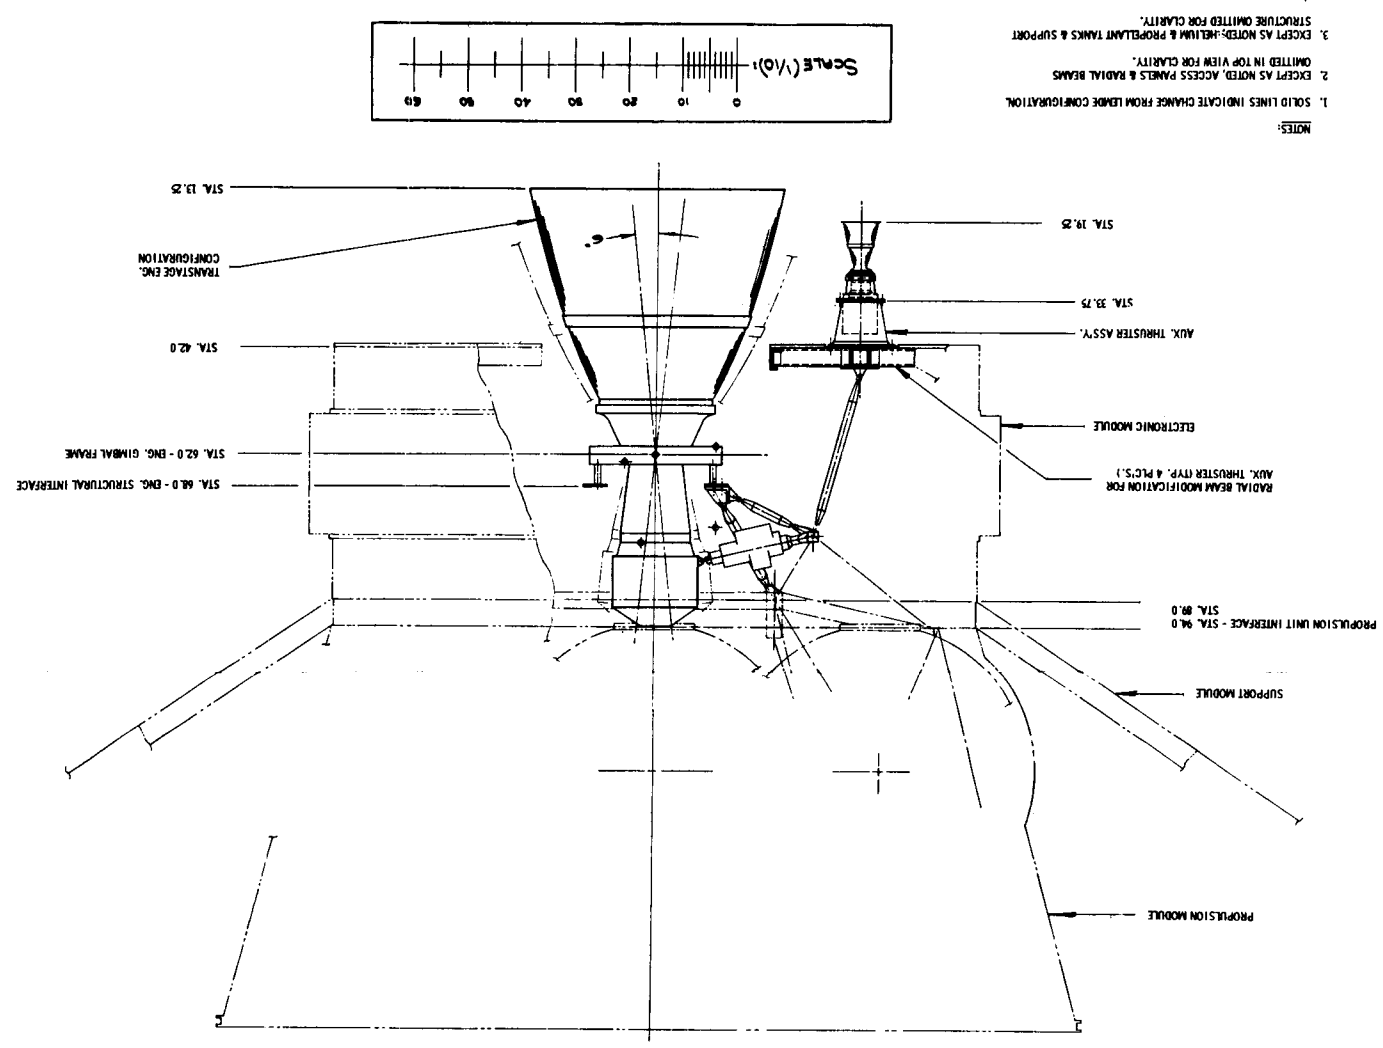 PROPULSION MODULE
SUPPORT MODULE
PROPULSION UNIT INTERFACE - STA. 94.0
STA. 89.0
RADIAL BEAM MODIFICATION FOR
AUX. THRUSTER (TYP. 4 PLC'S.)
ELECTRONIC MODULE
AUX. THRUSTER ASS'Y.
STA. 33.75
STA. 19.25
STA. 68.0 - ENG. STRUCTURAL INTERFACE
STA. 62.0 - ENG. GIMBAL FRAME
STA. 42.0
TRANSTAGE ENG.
CONFIGURATION
6°
STA. 13.25
NOTES:
1. SOLID LINES INDICATE CHANGE FROM LEMDE CONFIGURATION.
2. EXCEPT AS NOTED, ACCESS PANELS & RADIAL BEAMS
OMITTED IN TOP VIEW FOR CLARITY.
3. EXCEPT AS NOTED; HELIUM & PROPELLANT TANKS & SUPPORT
STRUCTURE OMITTED FOR CLARITY.
0 10 20 30 40 50 60
SCALE (1/10):